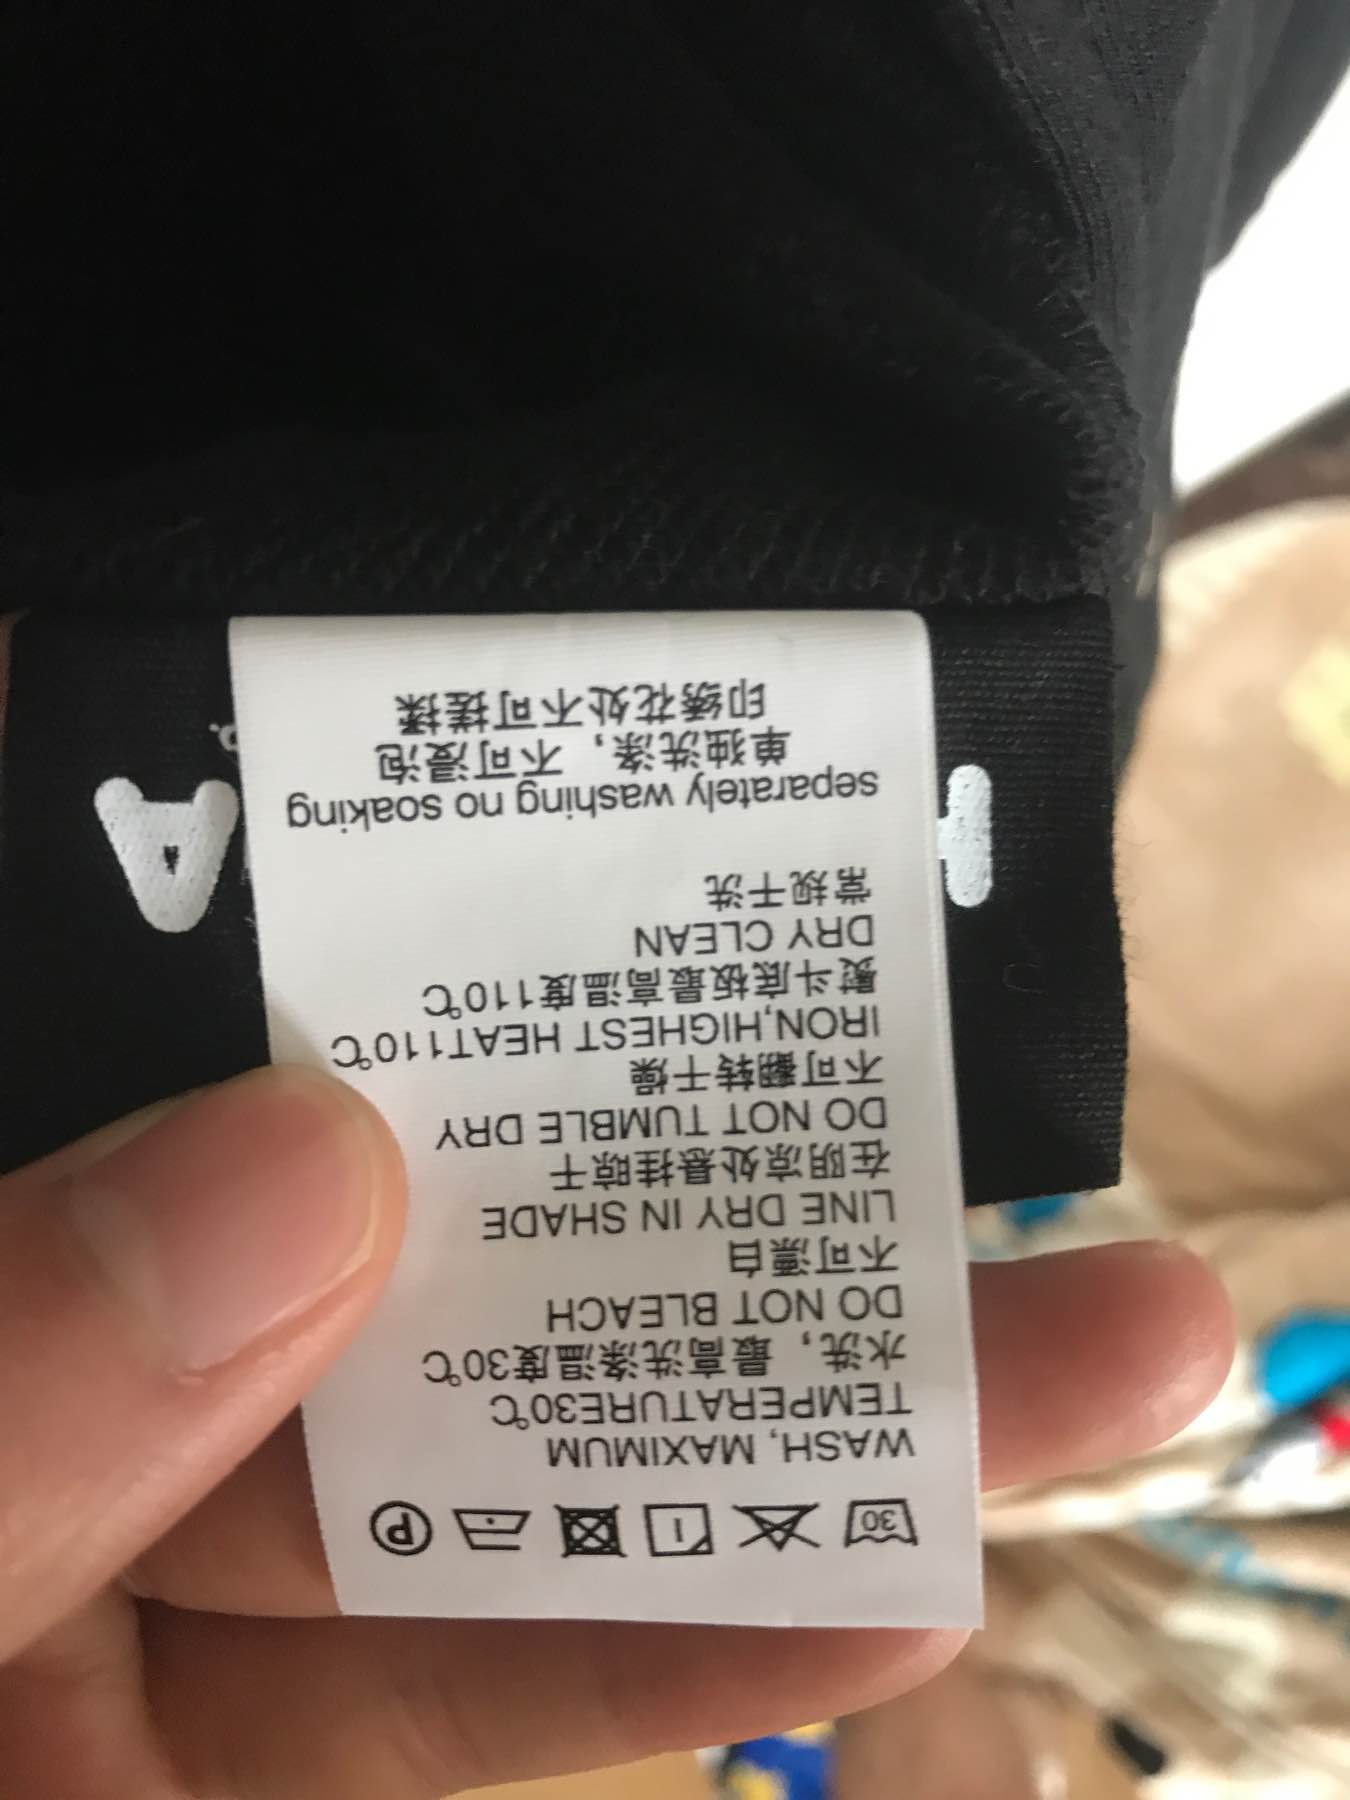 30 P
WASH, MAXIMUM
TEMPERATURE30℃
水洗，最高洗涤温度30℃
DO NOT BLEACH
不可漂白
LINE DRY IN SHADE
在阴凉处悬挂晾干
DO NOT TUMBLE DRY
不可翻转干燥
IRON,HIGHEST HEAT110℃
熨斗底板最高温度110℃
DRY CLEAN
常规干洗
separately washing no soaking
单独洗涤，不可浸泡
印绣花处不可搓揉
A